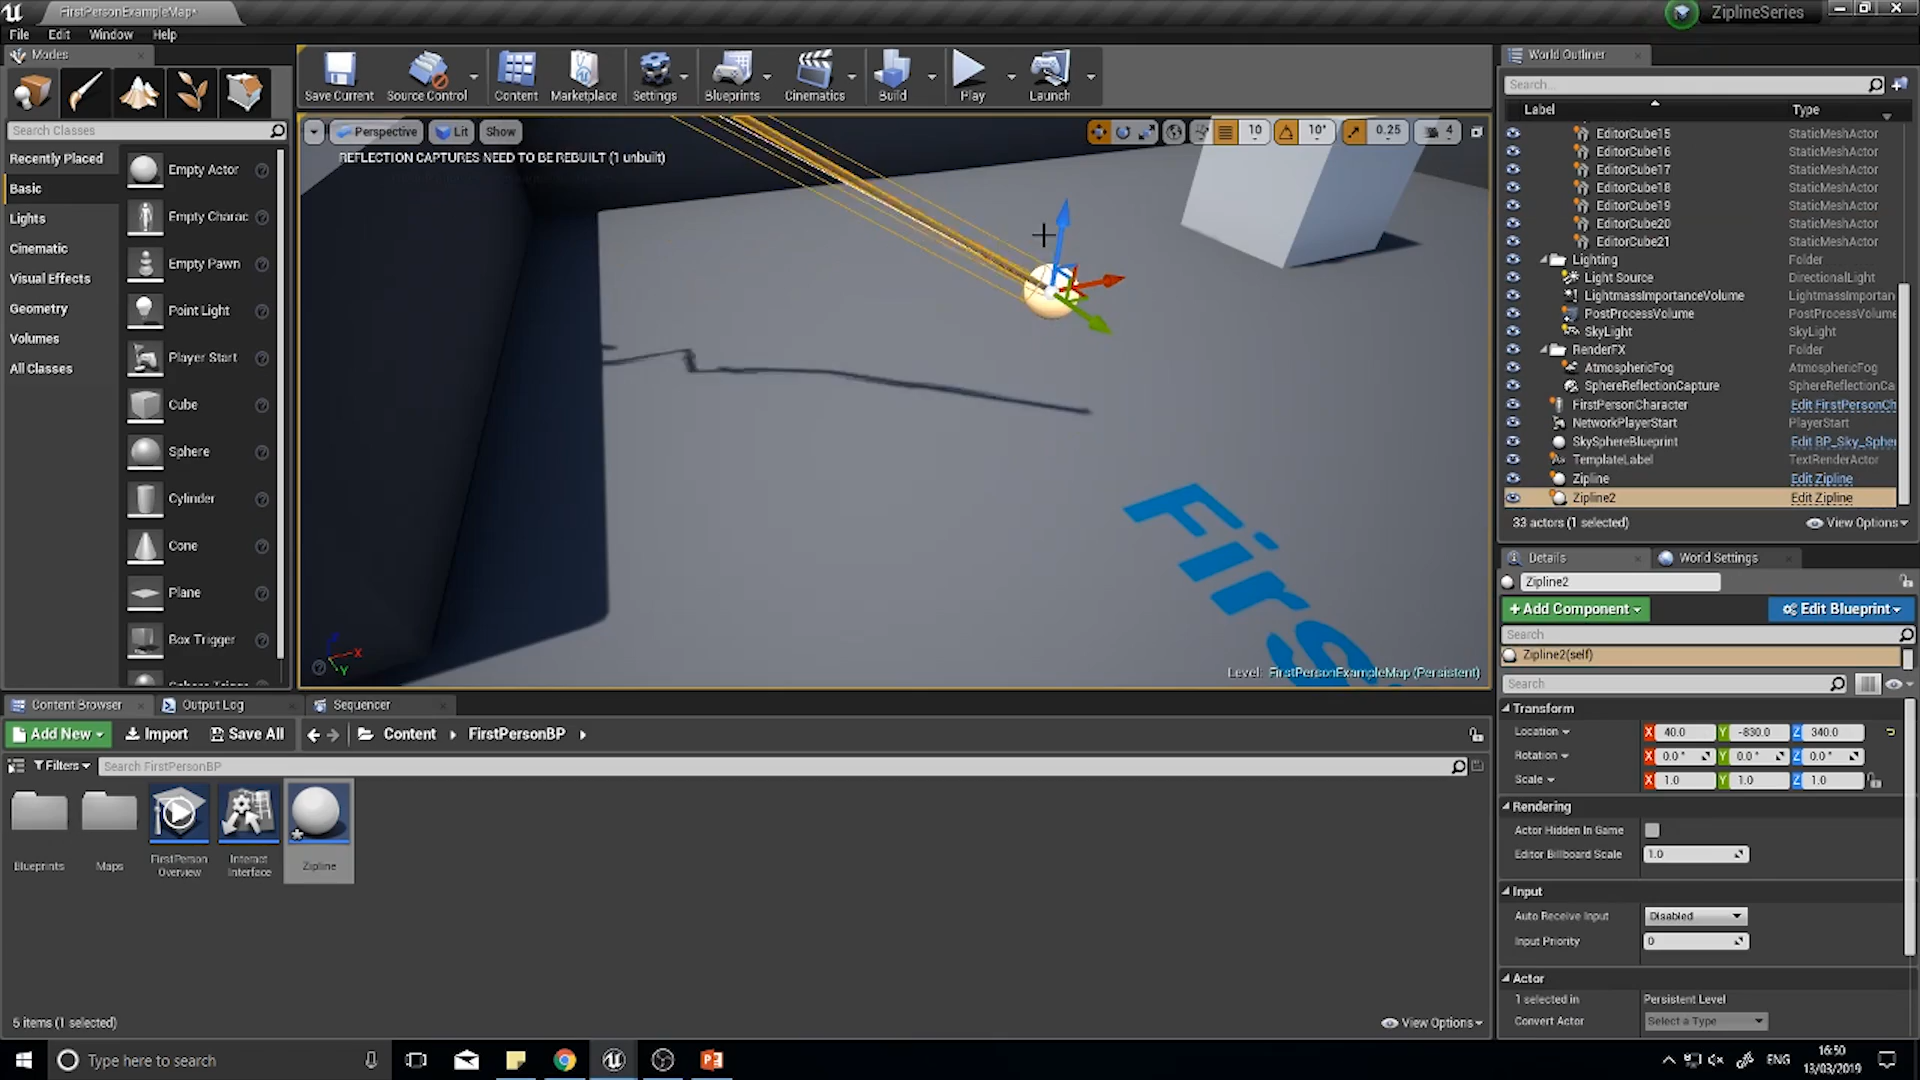 FirstPersonExampleMap*
ZiplineSeries
File Edit Window Help
Modes
Search Classes
Recently Placed
Basic
Lights
Cinematic
Visual Effects
Geometry
Volumes
All Classes
Empty Actor
Empty Charac
Empty Pawn
Point Light
Player Start
Cube
Sphere
Cylinder
Cone
Plane
Box Trigger
Save Current
Source Control
Content
Marketplace
Settings
Blueprints
Cinematics
Build
Play
Launch
Perspective
Lit
Show
10
10°
0.25
4
REFLECTION CAPTURES NEED TO BE REBUILT (1 unbuilt)
X
Y
Firs
Level: FirstPersonExampleMap (Persistent)
World Outliner
Search...
Label Type
EditorCube15 StaticMeshActor
EditorCube16 StaticMeshActor
EditorCube17 StaticMeshActor
EditorCube18 StaticMeshActor
EditorCube19 StaticMeshActor
EditorCube20 StaticMeshActor
EditorCube21 StaticMeshActor
Lighting Folder
Light Source DirectionalLight
LightmassImportanceVolume LightmassImportan
PostProcessVolume PostProcessVolume
SkyLight SkyLight
RenderFX Folder
AtmosphericFog AtmosphericFog
SphereReflectionCapture SphereReflectionCa
FirstPersonCharacter Edit FirstPersonCh
NetworkPlayerStart PlayerStart
SkySphereBlueprint Edit BP_Sky_Spher
TemplateLabel TextRenderActor
Zipline Edit Zipline
Zipline2 Edit Zipline
33 actors (1 selected) View Options
Details
World Settings
Zipline2
+Add Component
Edit Blueprint
Search
Zipline2(self)
Search
Transform
Location X 40.0 Y -830.0 Z 340.0
Rotation X 0.0° Y 0.0° Z 0.0°
Scale X 1.0 Y 1.0 Z 1.0
Rendering
Actor Hidden In Game
Editor Billboard Scale 1.0
Input
Auto Receive Input Disabled
Input Priority 0
Actor
1 selected in Persistent Level
Convert Actor Select a Type
Content Browser
Output Log
Sequencer
Add New Import Save All Content FirstPersonBP
Filters Search FirstPersonBP
Blueprints
Maps
FirstPerson
Overview
Interact
Interface
Zipline
5 items (1 selected) View Options
Type here to search
ENG
16:50
13/03/2019